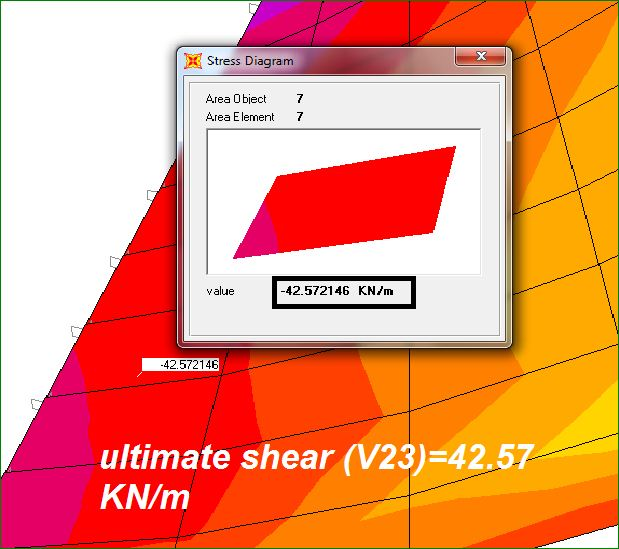 Stress Diagram
Area Object 7
Area Element 7
value -42.572146 KN/m
-42.572146
ultimate shear (V23)=42.57
KN/m